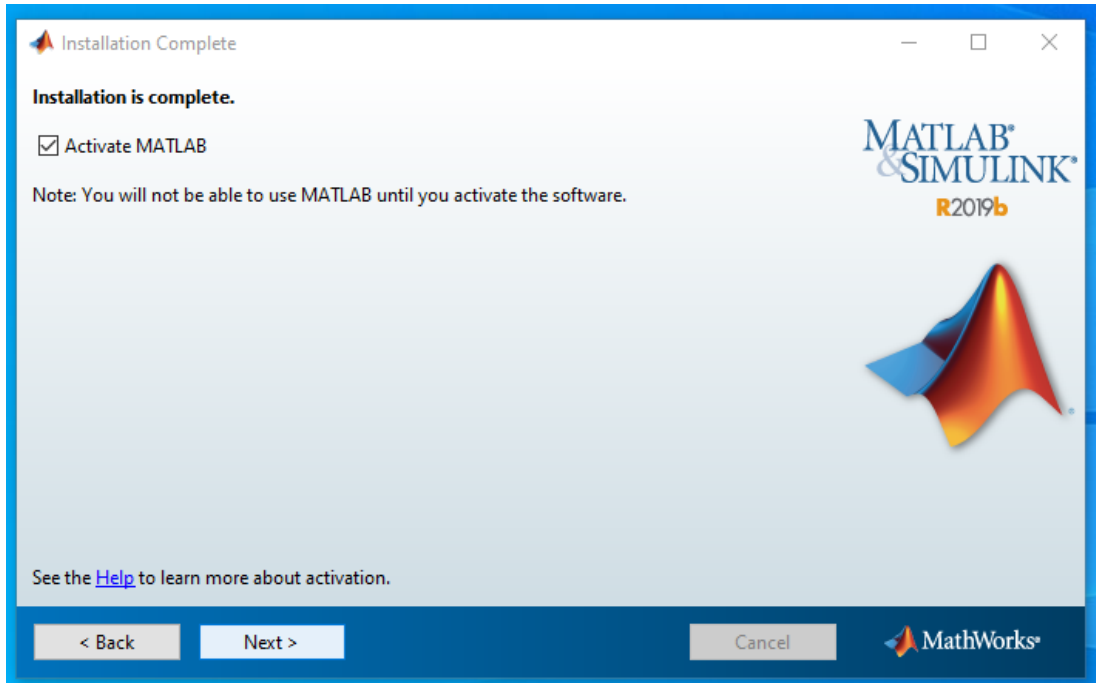 Installation Complete
Installation is complete.
Activate MATLAB
Note: You will not be able to use MATLAB until you activate the software.
MATLAB®
&SIMULINK®
R2019b
See the Help to learn more about activation.
< Back
Next >
Cancel
MathWorks®